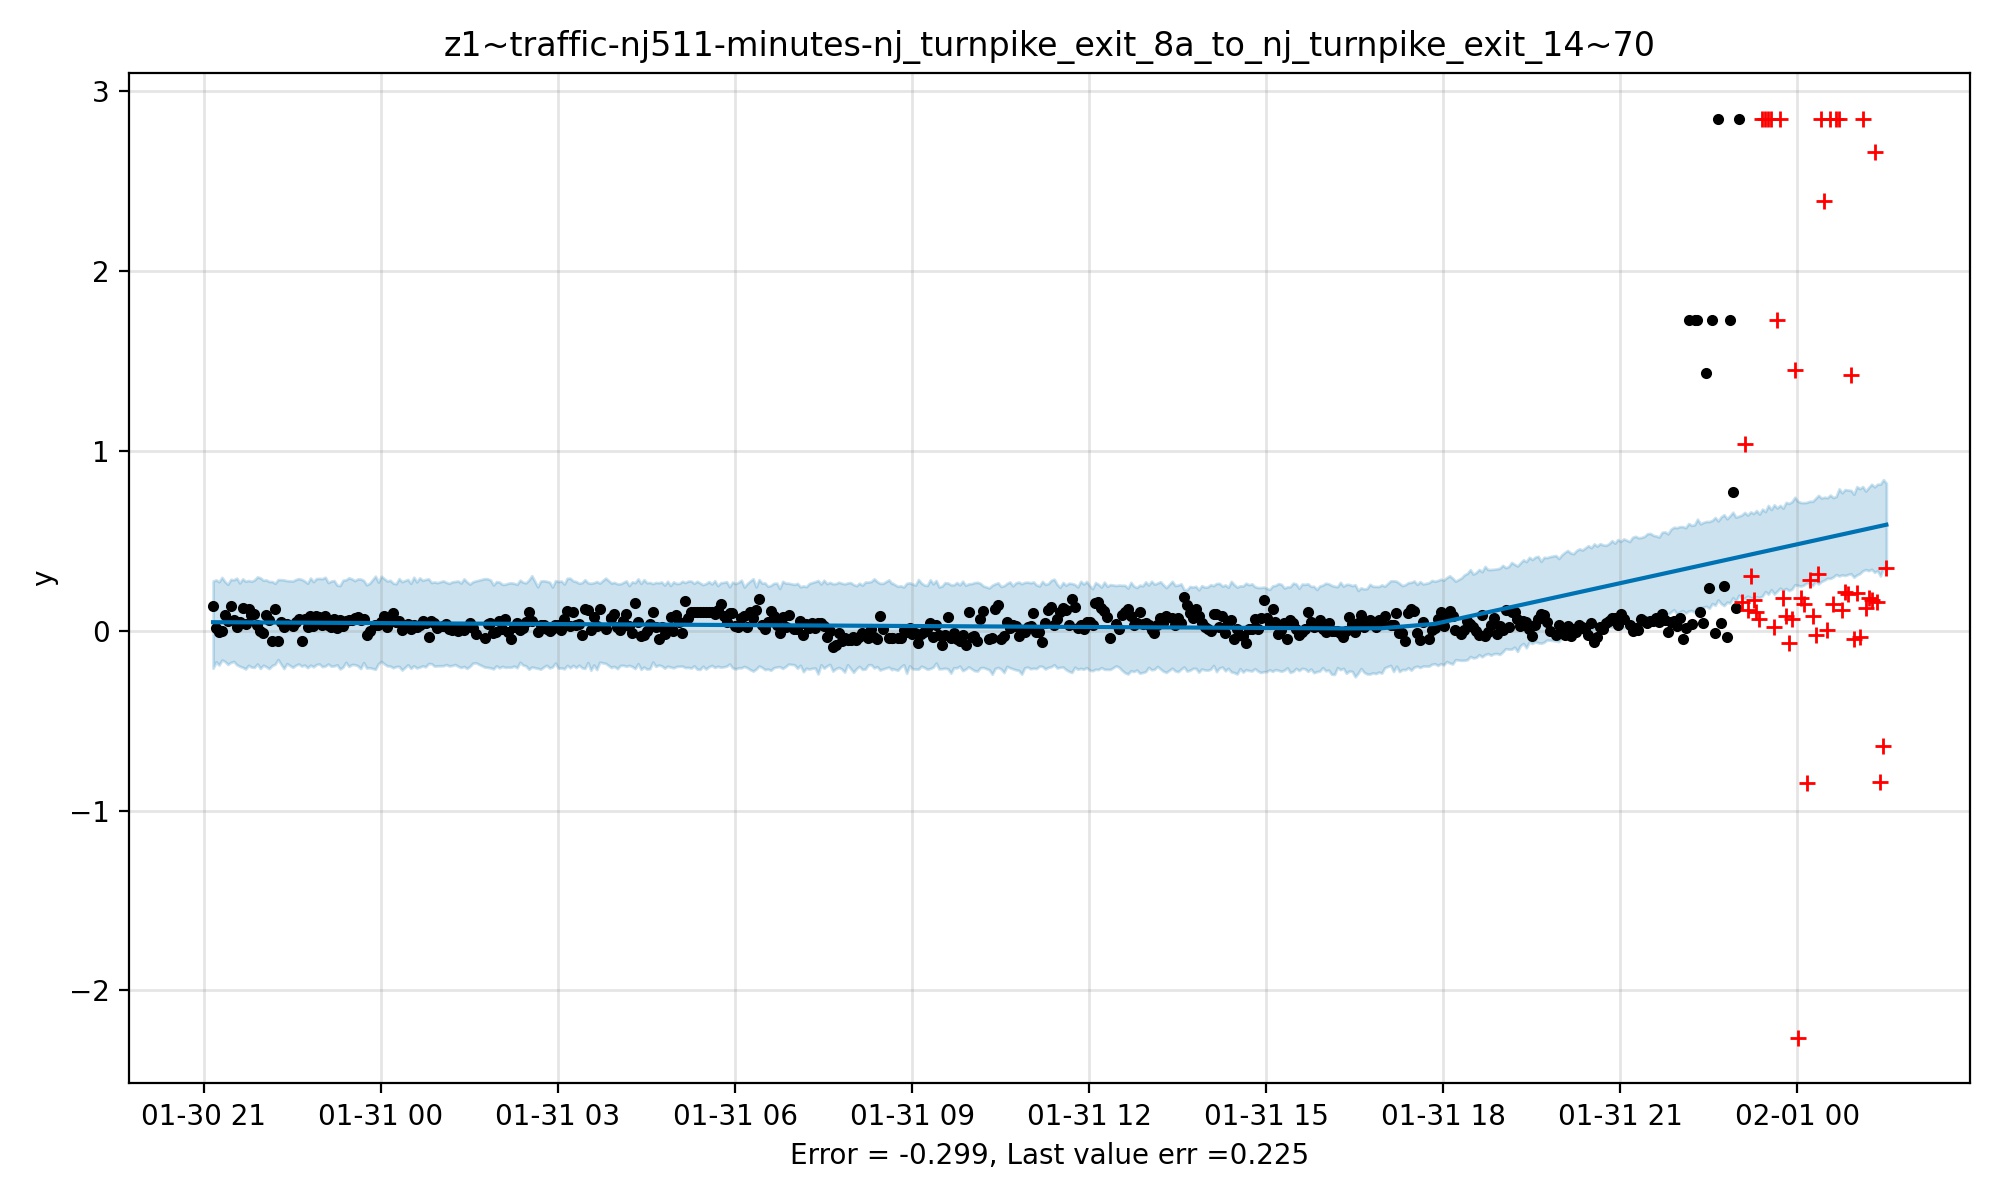 z1~traffic-nj511-minutes-nj_turnpike_exit_8a_to_nj_turnpike_exit_14~70
3
2
1
0
−1
−2
y
01-30 21 01-31 00 01-31 03 01-31 06 01-31 09 01-31 12 01-31 15 01-31 18 01-31 21 02-01 00
Error = -0.299, Last value err =0.225